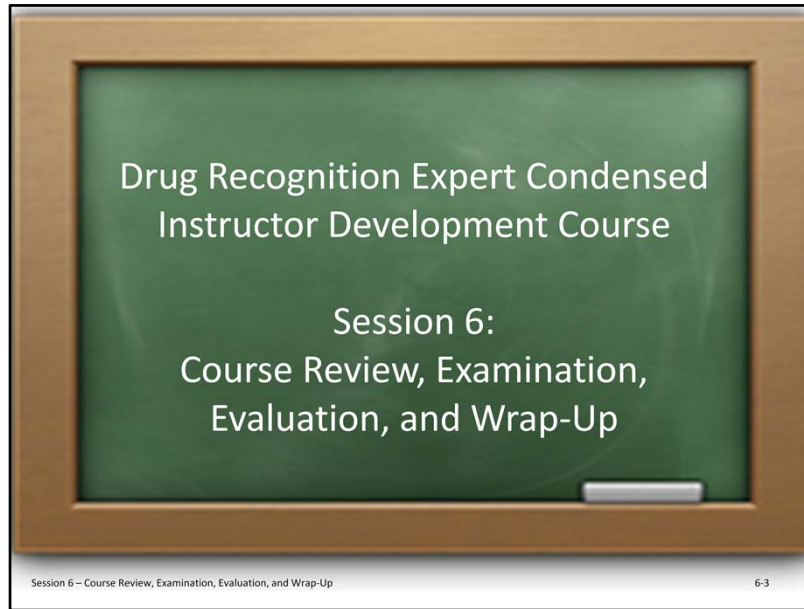 Drug Recognition Expert Condensed
Instructor Development Course
Session 6:
Course Review, Examination,
Evaluation, and Wrap-Up
Session 6 – Course Review, Examination, Evaluation, and Wrap-Up
6-3